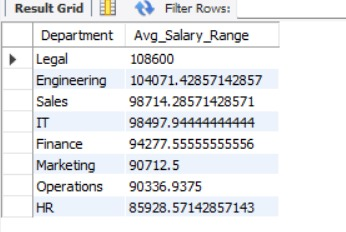 Result Grid Filter Rows:
Department Avg_Salary_Range
Legal 108600
Engineering 104071.42857142857
Sales 98714.28571428571
IT 98497.94444444444
Finance 94277.55555555556
Marketing 90712.5
Operations 90336.9375
HR 85928.57142857143